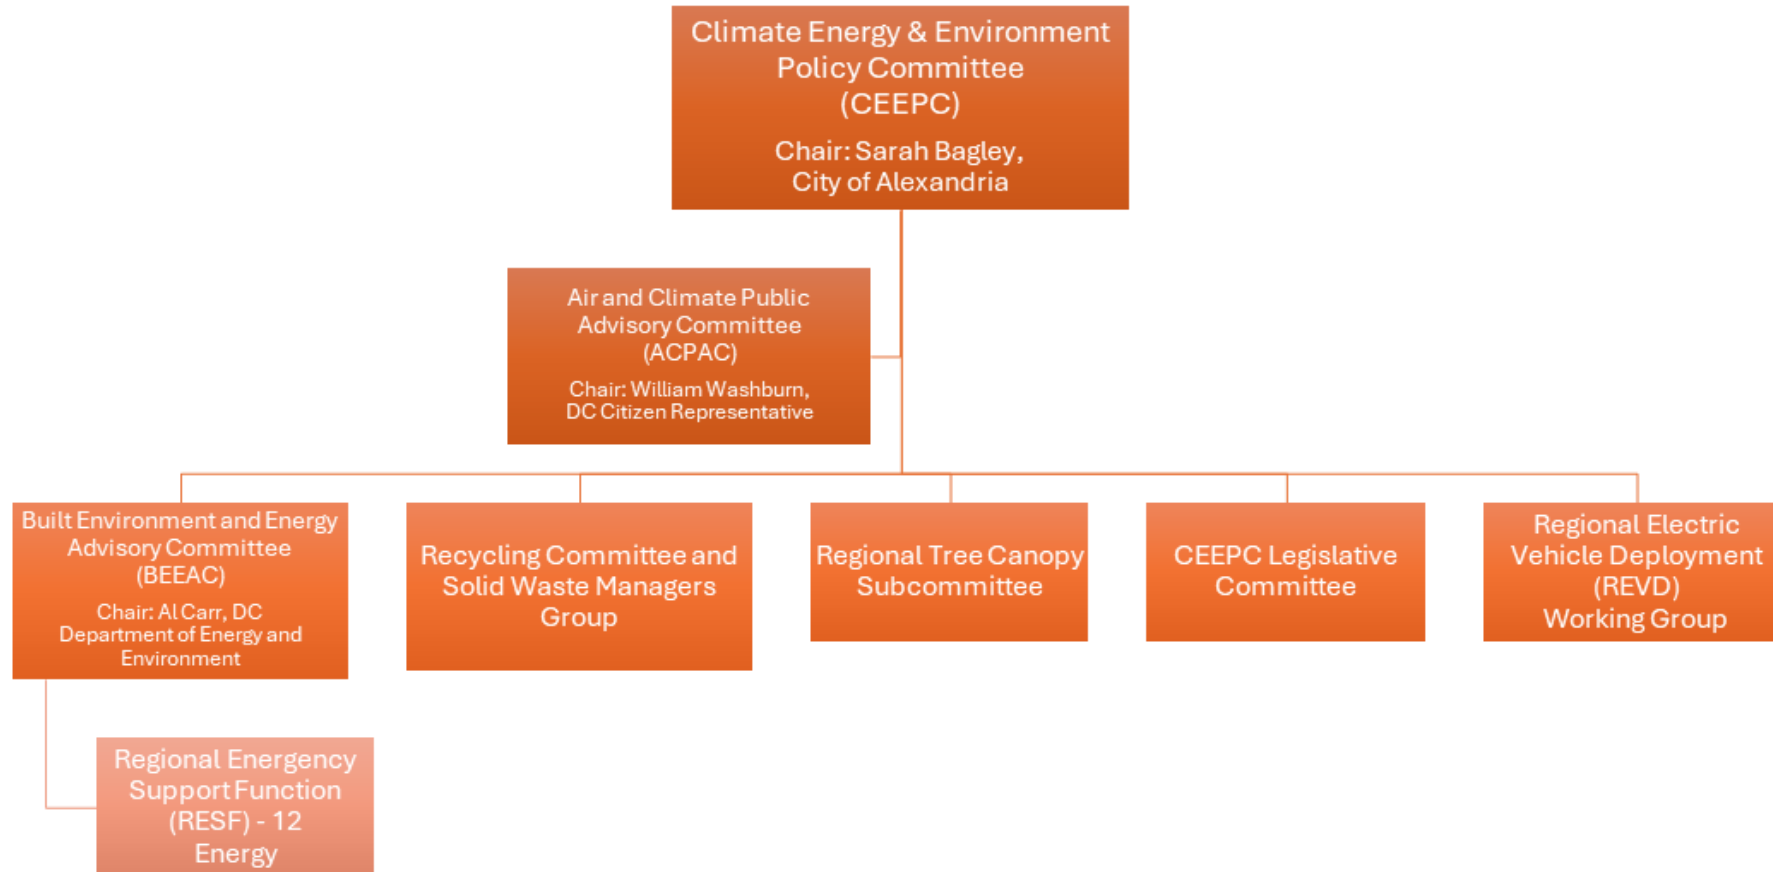 Climate Energy & Environment
Policy Committee
(CEEPC)
Chair: Sarah Bagley,
City of Alexandria
Air and Climate Public
Advisory Committee
(ACPAC)
Chair: William Washburn,
DC Citizen Representative
Built Environment and Energy
Advisory Committee
(BEEAC)
Chair: Al Carr, DC
Department of Energy and
Environment
Recycling Committee and
Solid Waste Managers
Group
Regional Tree Canopy
Subcommittee
CEEPC Legislative
Committee
Regional Electric
Vehicle Deployment
(REVD)
Working Group
Regional Energency
Support Function
(RESF) - 12
Energy